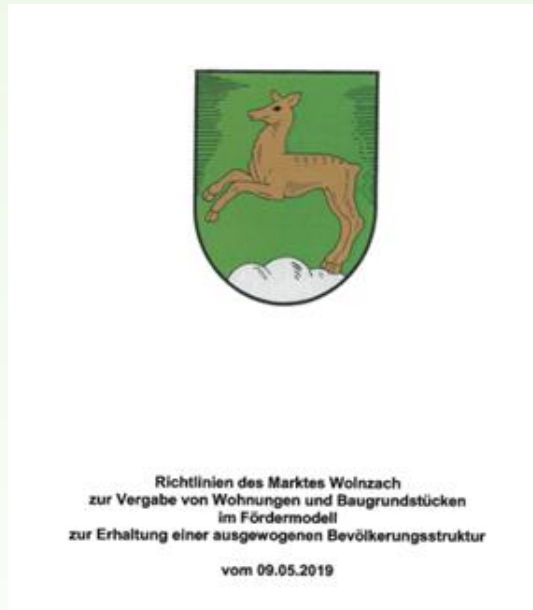 Richtlinien des Marktes Wolnzach
zur Vergabe von Wohnungen und Baugrundstücken
im Fördermodell
zur Erhaltung einer ausgewogenen Bevölkerungsstruktur
vom 09.05.2019